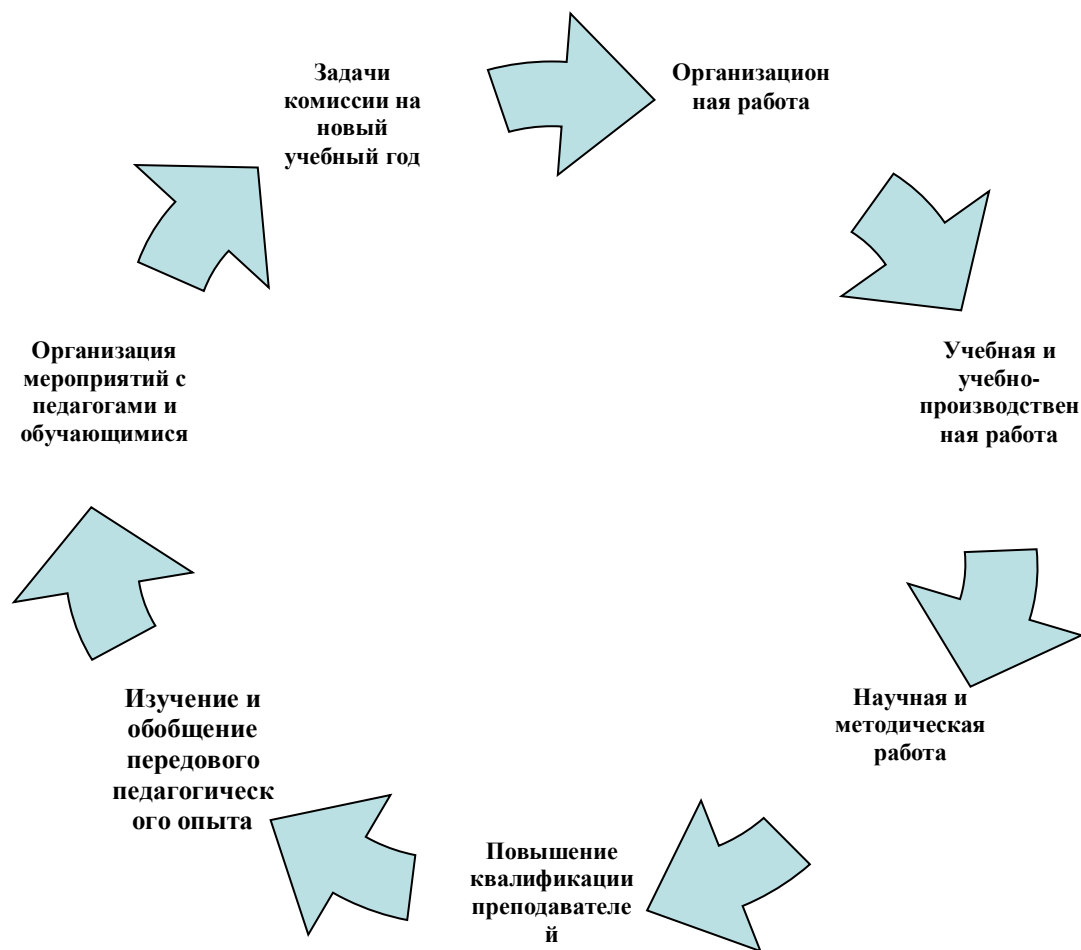 Задачи
комиссии на
новый
учебный год
Организацион
ная работа
Учебная и
учебно-
производствен
ная работа
Научная и
методическая
работа
Повышение
квалификации
преподавателе
й
Изучение и
обобщение
передового
педагогическ
ого опыта
Организация
мероприятий с
педагогами и
обучающимися